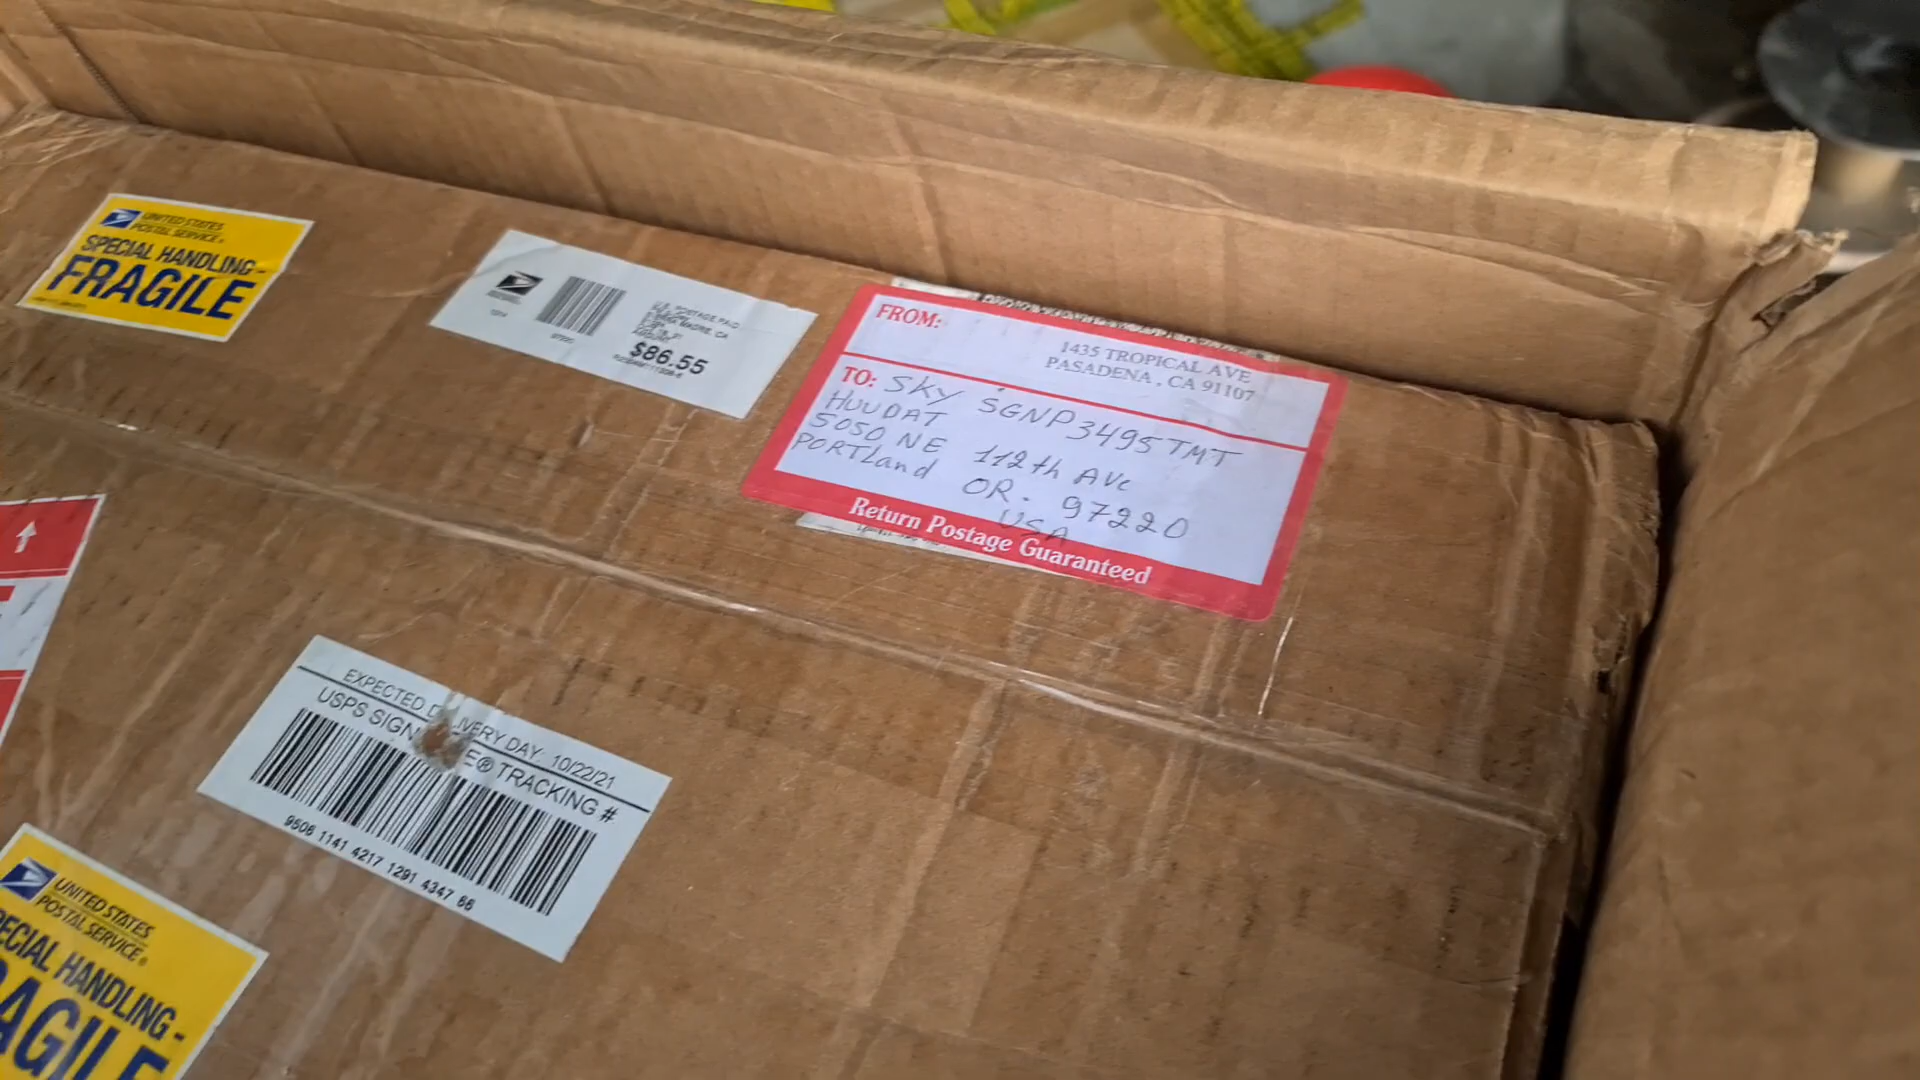 UNITED STATES
POSTAL SERVICE®
SPECIAL HANDLING-
FRAGILE
$86.55
FROM:
1435 TROPICAL AVE
PASADENA, CA 91107
TO: SKY SGNP3495TMT
HUUDAT
5050 NE 112th AVe
PORTLand OR. 97220
USA
Return Postage Guaranteed
EXPECTED DELIVERY DAY: 10/22/21
USPS SIGN E® TRACKING #
9506 1141 4217 1291 4347 66
UNITED STATES
POSTAL SERVICE®
ECIAL HANDLING-
AGILE